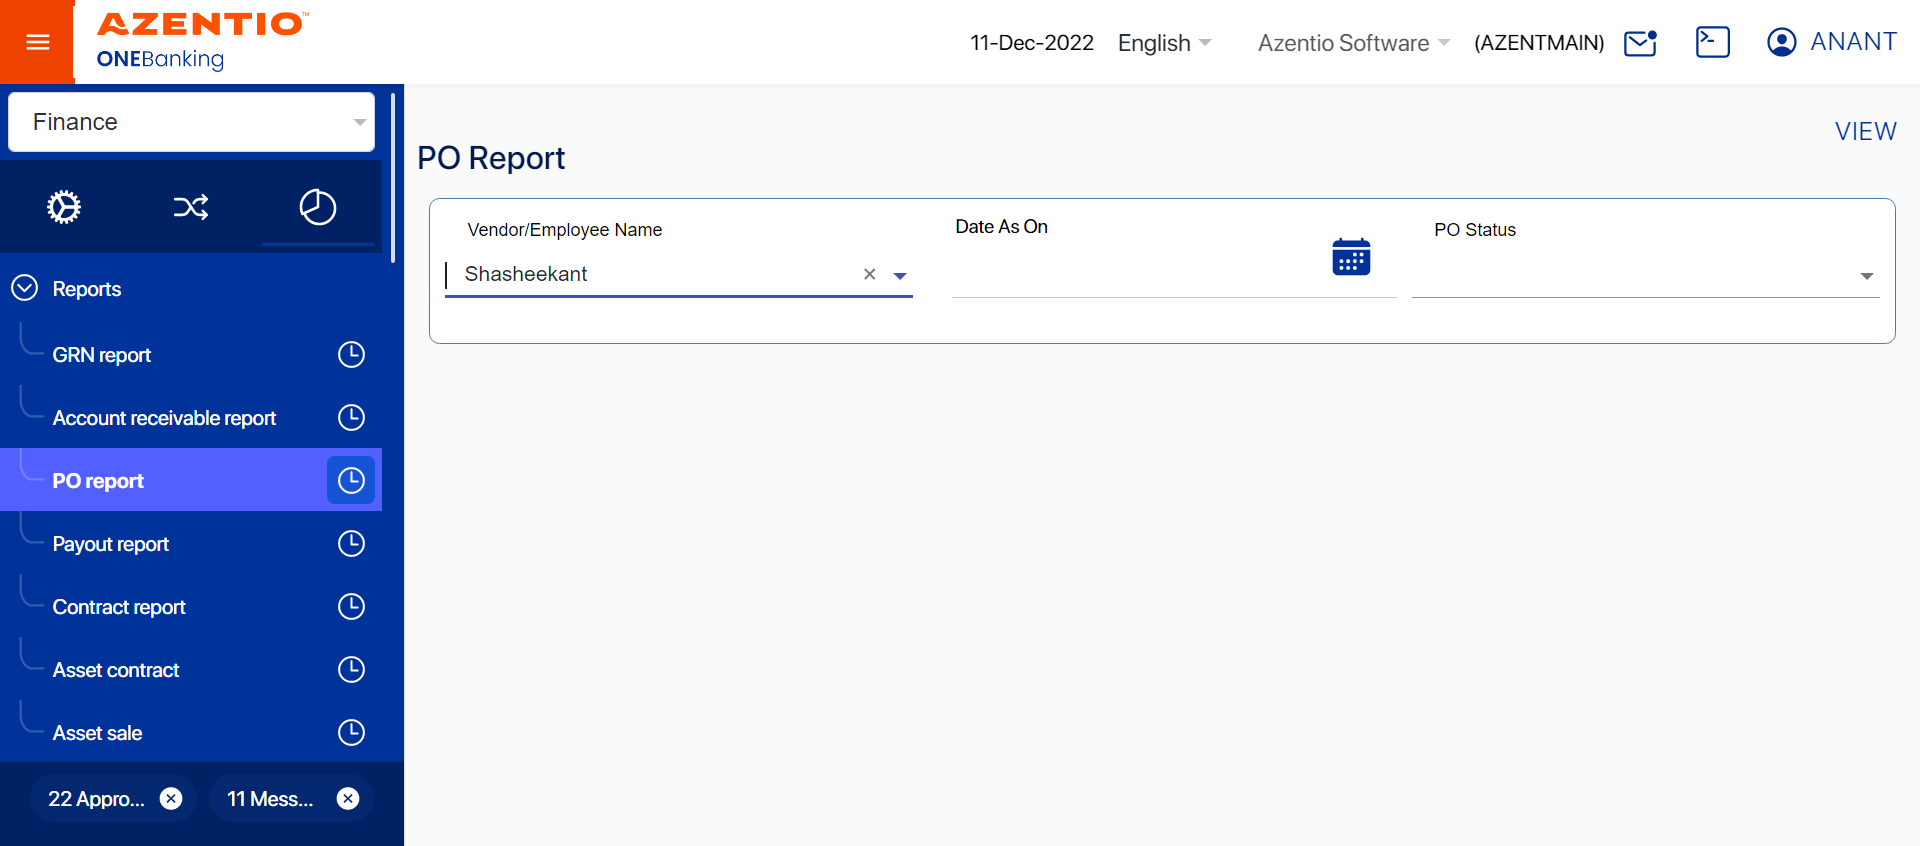 AZENTIO™
ONEBanking
11-Dec-2022 English Azentio Software (AZENTMAIN) ANANT
Finance
Reports
GRN report
Account receivable report
PO report
Payout report
Contract report
Asset contract
Asset sale
22 Appro...
11 Mess...
VIEW
PO Report
Vendor/Employee Name Date As On PO Status
Shasheekant